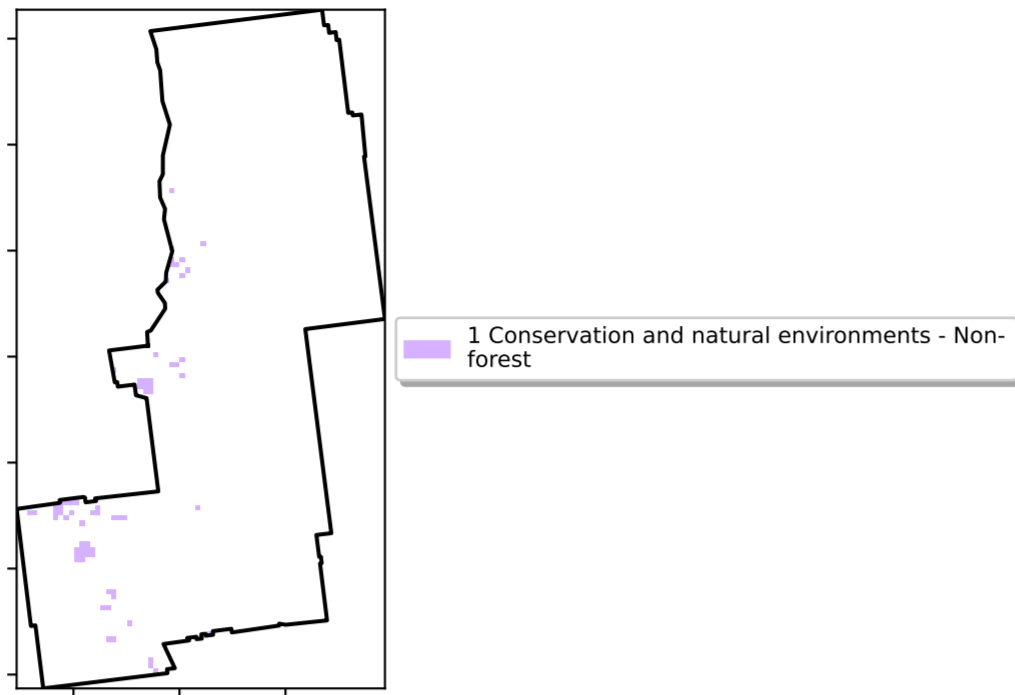 1 Conservation and natural environments - Non-
forest